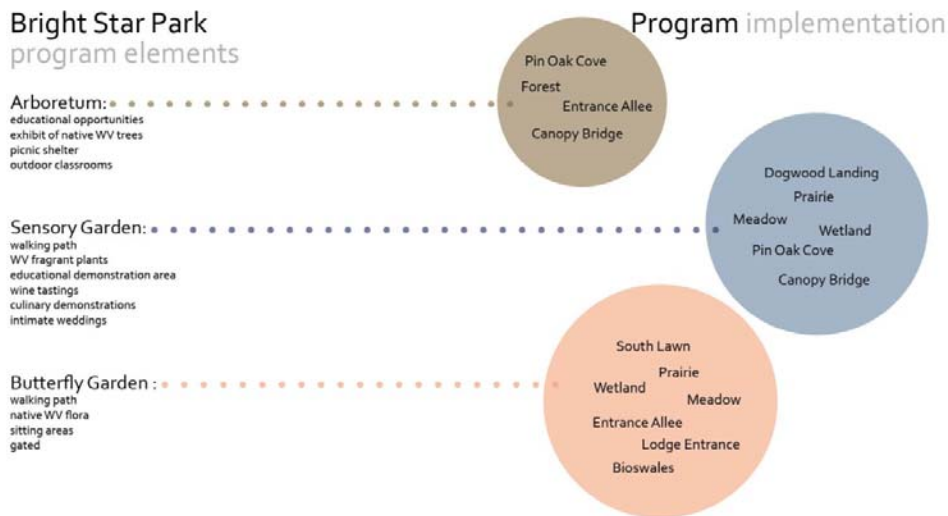 Bright Star Park
program elements
Program implementation
Arboretum:
educational opportunities
exhibit of native WV trees
picnic shelter
outdoor classrooms
Pin Oak Cove
Forest
Entrance Allee
Canopy Bridge
Sensory Garden:
walking path
WV fragrant plants
educational demonstration area
wine tastings
culinary demonstrations
intimate weddings
Dogwood Landing
Prairie
Meadow
Wetland
Pin Oak Cove
Canopy Bridge
Butterfly Garden :
walking path
native WV flora
sitting areas
gated
South Lawn
Prairie
Wetland
Meadow
Entrance Allee
Lodge Entrance
Bioswales